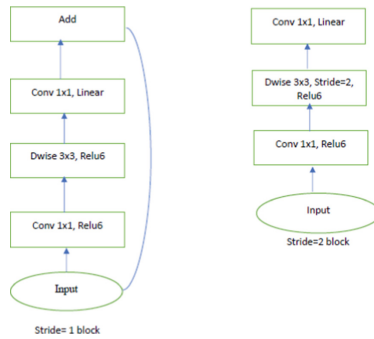 Add
Conv 1x1, Linear
Dwise 3x3, Relu6
Conv 1x1, Relu6
Input
Stride= 1 block
Conv 1x1, Linear
Dwise 3x3, Stride=2,
Relu6
Conv 1x1, Relu6
Input
Stride=2 block